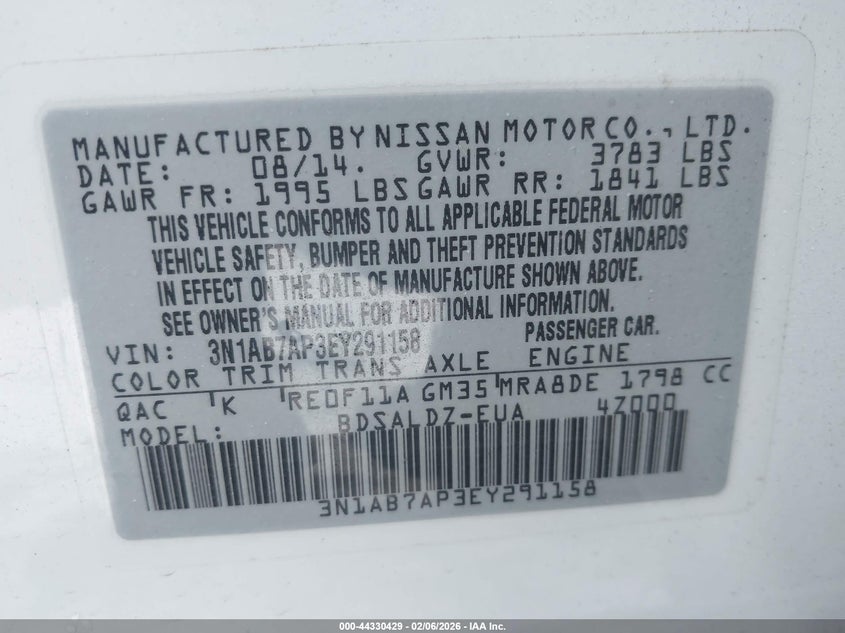 MANUFACTURED BY NISSAN MOTOR CO., LTD.
DATE: 08/14. GVWR: 3783 LBS
GAWR FR: 1995 LBS GAWR RR: 1841 LBS
THIS VEHICLE CONFORMS TO ALL APPLICABLE FEDERAL MOTOR
VEHICLE SAFETY, BUMPER AND THEFT PREVENTION STANDARDS
IN EFFECT ON THE DATE OF MANUFACTURE SHOWN ABOVE.
SEE OWNER'S MANUAL FOR ADDITIONAL INFORMATION.
VIN: 3N1AB7AP3EY291158 PASSENGER CAR.
COLOR TRIM TRANS AXLE ENGINE
QAC K RE0F11A GM35 MRA8DE 1798 CC
MODEL: BDSALDZ-EUA 4Z000
3N1AB7AP3EY291158
000-44330429 - 02/06/2026 - IAA Inc.